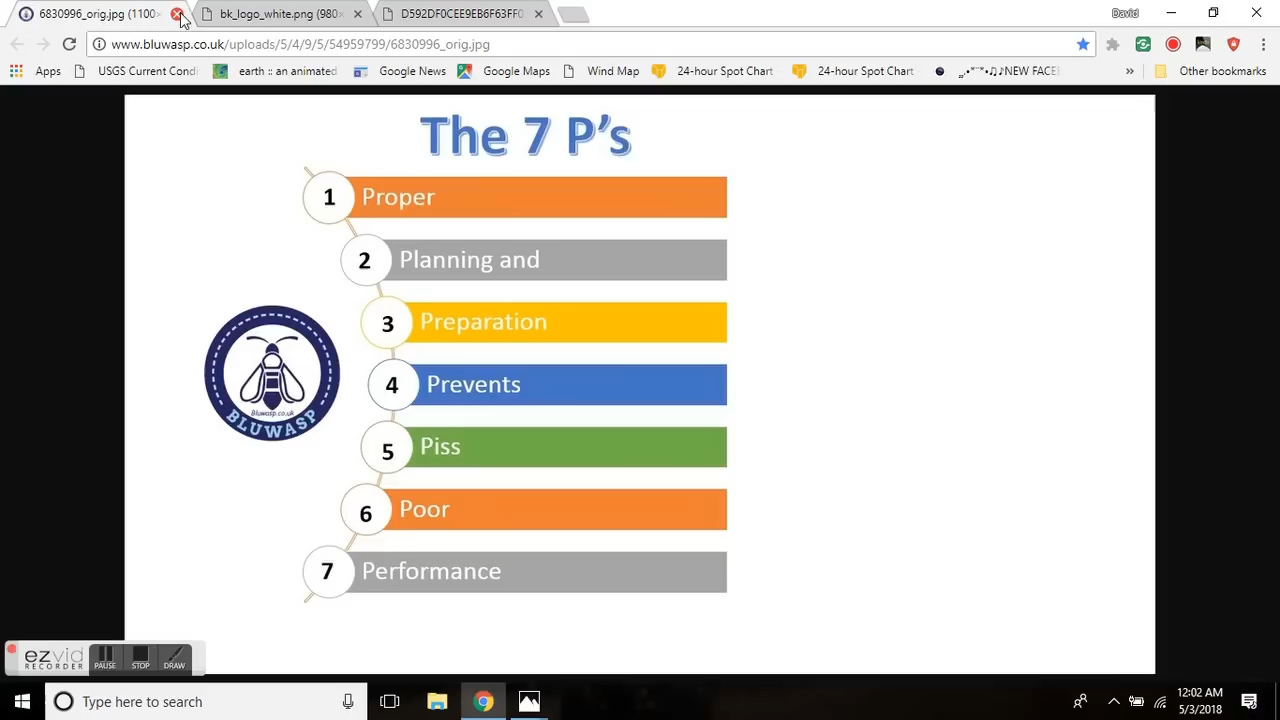 6830996_orig.jpg (1100×
bk_logo_white.png (980×
D592DF0CEE9EB6F63FF0
David
www.bluwasp.co.uk/uploads/5/4/9/5/54959799/6830996_orig.jpg
Apps
USGS Current Condi
earth :: an animated
Google News
Google Maps
Wind Map
24-hour Spot Chart
24-hour Spot Chart
NEW FACE
»
Other bookmarks
The 7 P's
1 Proper
2 Planning and
3 Preparation
4 Prevents
5 Piss
6 Poor
7 Performance
Bluwasp.co.uk
BLUWASP
ezvid
RECORDER
PAUSE
STOP
DRAW
Type here to search
12:02 AM
5/3/2018